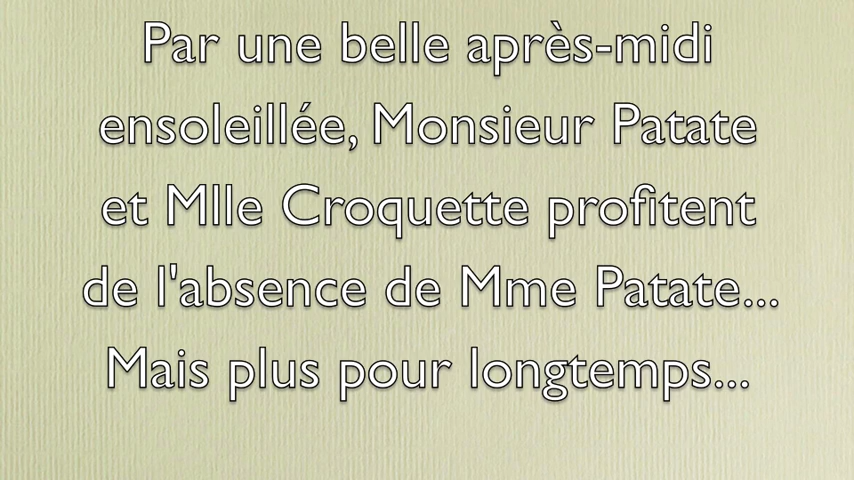 Par une belle après-midi
ensoleillée, Monsieur Patate
et Mlle Croquette profitent
de l'absence de Mme Patate...
Mais plus pour longtemps...